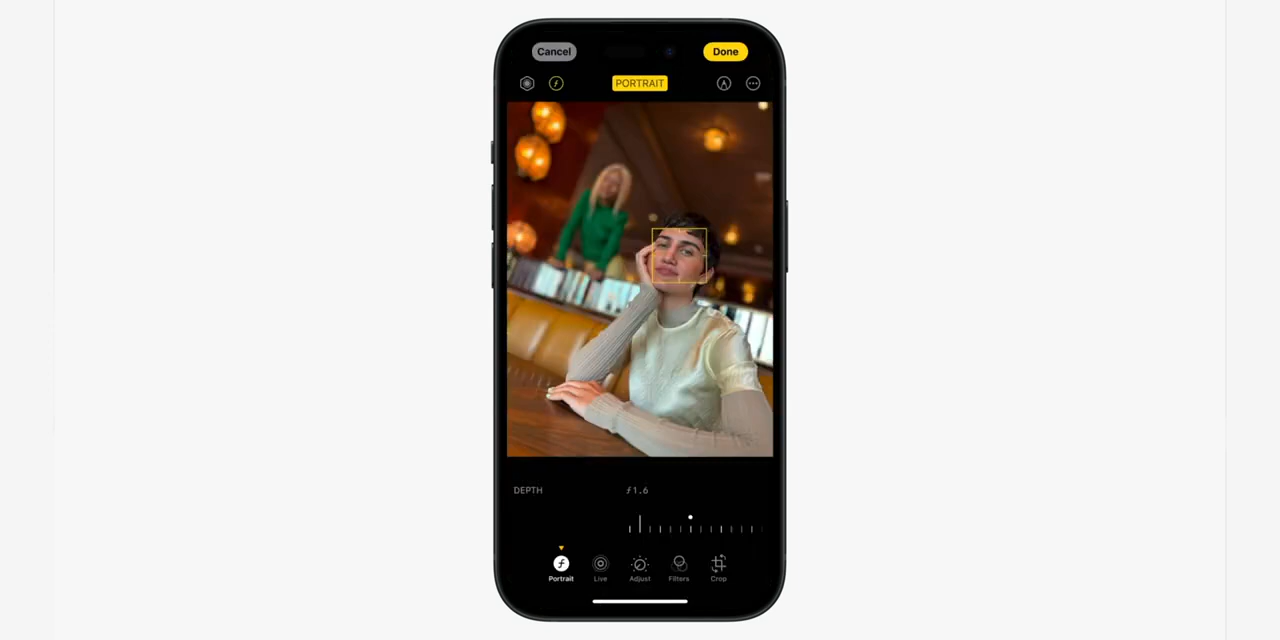 Cancel
Done
PORTRAIT
DEPTH
ƒ1.6
Portrait
Live
Adjust
Filters
Crop